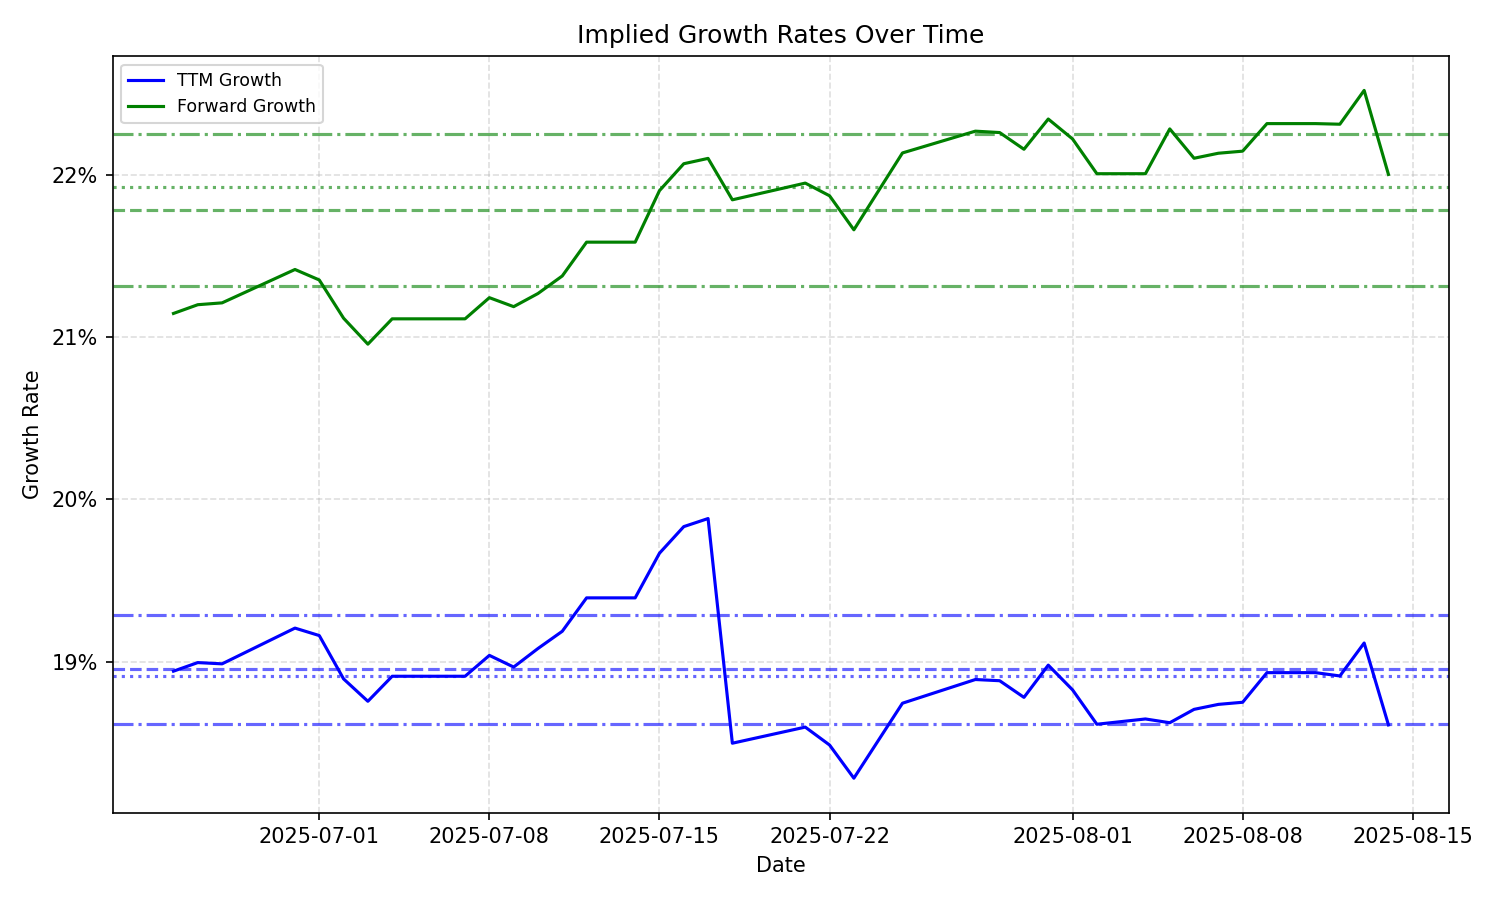 Implied Growth Rates Over Time
TTM Growth
Forward Growth
22%
21%
20%
19%
Growth Rate
2025-07-01 2025-07-08 2025-07-15 2025-07-22 2025-08-01 2025-08-08 2025-08-15
Date